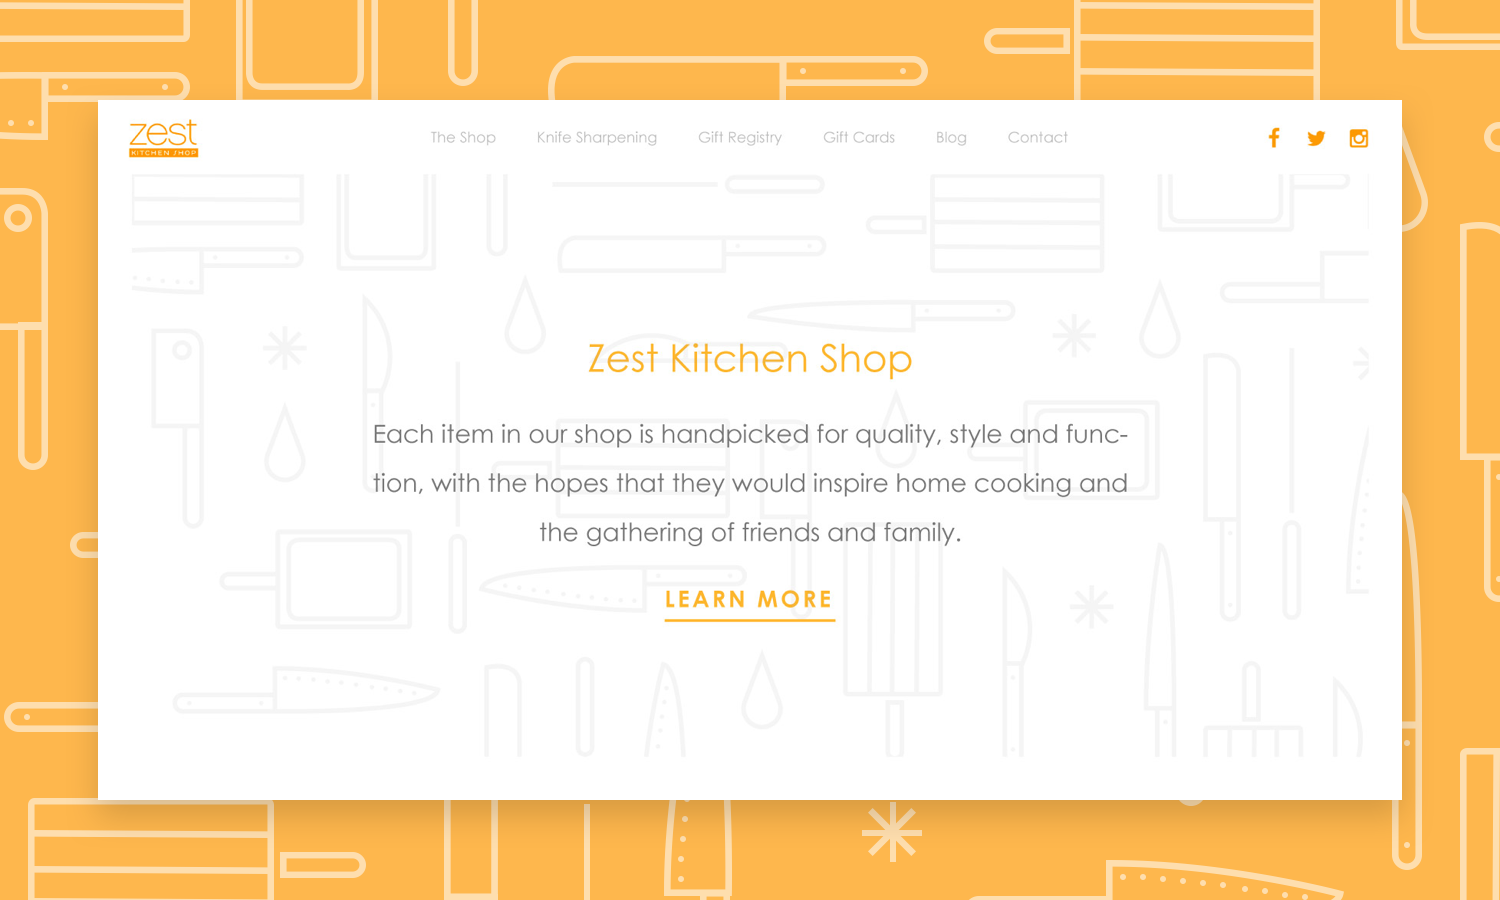 zest
KITCHEN SHOP
The Shop Knife Sharpening Gift Registry Gift Cards Blog Contact
Zest Kitchen Shop
Each item in our shop is handpicked for quality, style and func-
tion, with the hopes that they would inspire home cooking and
the gathering of friends and family.
LEARN MORE